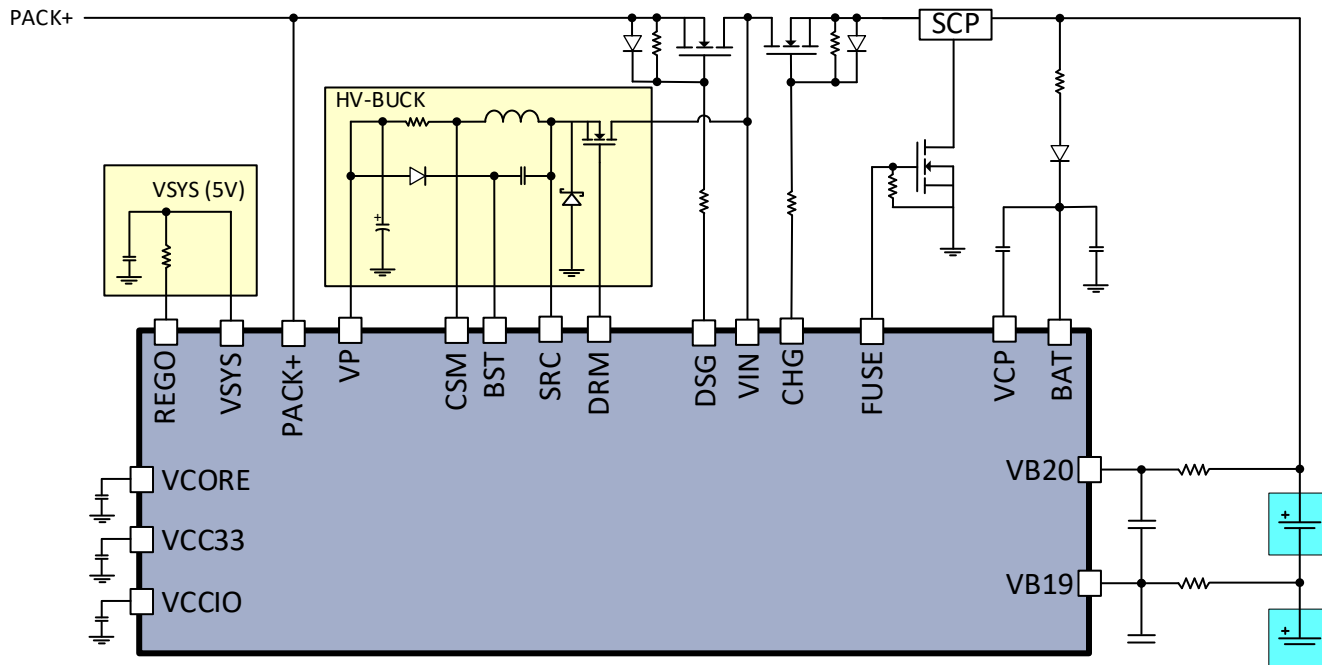 PACK+
SCP
HV-BUCK
VSYS (5V)
+
REGO
VSYS
PACK+
VP
CSM
BST
SRC
DRM
DSG
VIN
CHG
FUSE
VCP
BAT
VCORE
VCC33
VCCIO
VB20
VB19
+
+